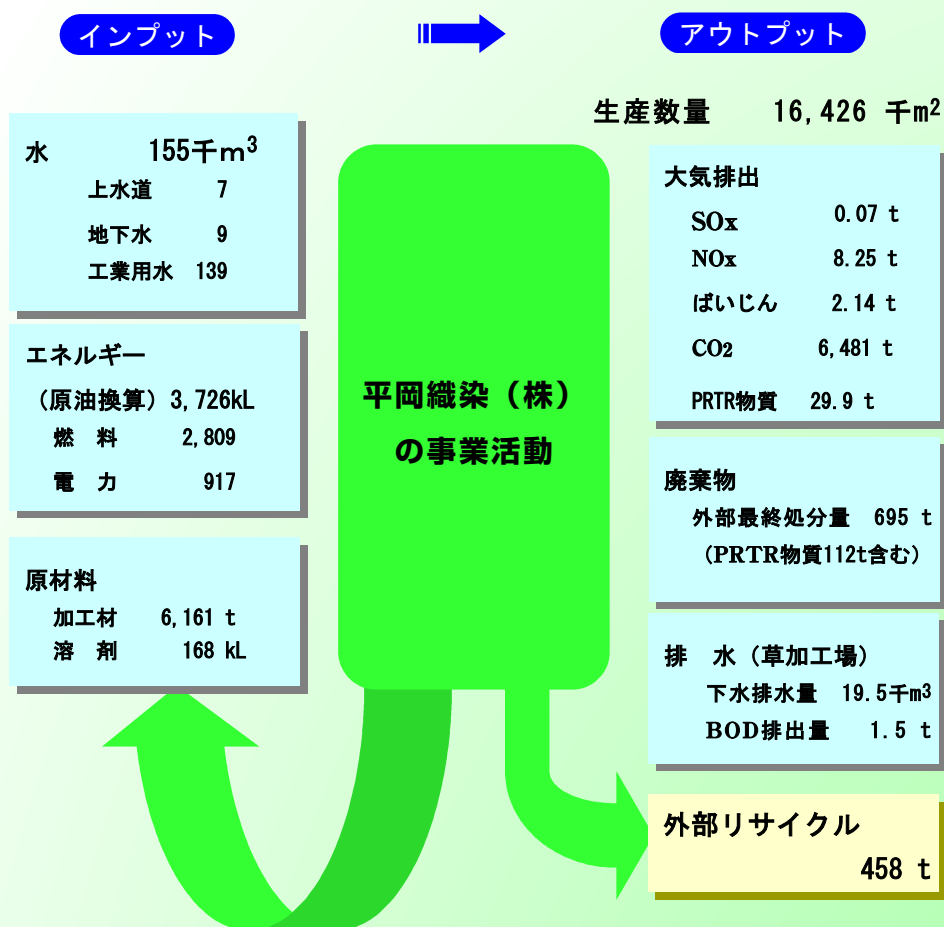 インプット
アウトプット
生産数量 16,426 千m²
水 155千m³
上水道 7
地下水 9
工業用水 139
エネルギー
(原油換算) 3,726kL
燃 料 2,809
電 力 917
原材料
加工材 6,161 t
溶 剤 168 kL
平岡織染(株)
の事業活動
大気排出
SOx 0.07 t
NOx 8.25 t
ばいじん 2.14 t
CO2 6,481 t
PRTR物質 29.9 t
廃棄物
外部最終処分量 695 t
(PRTR物質112t含む)
排 水(草加工場)
下水排水量 19.5千m³
BOD排出量 1.5 t
外部リサイクル
458 t